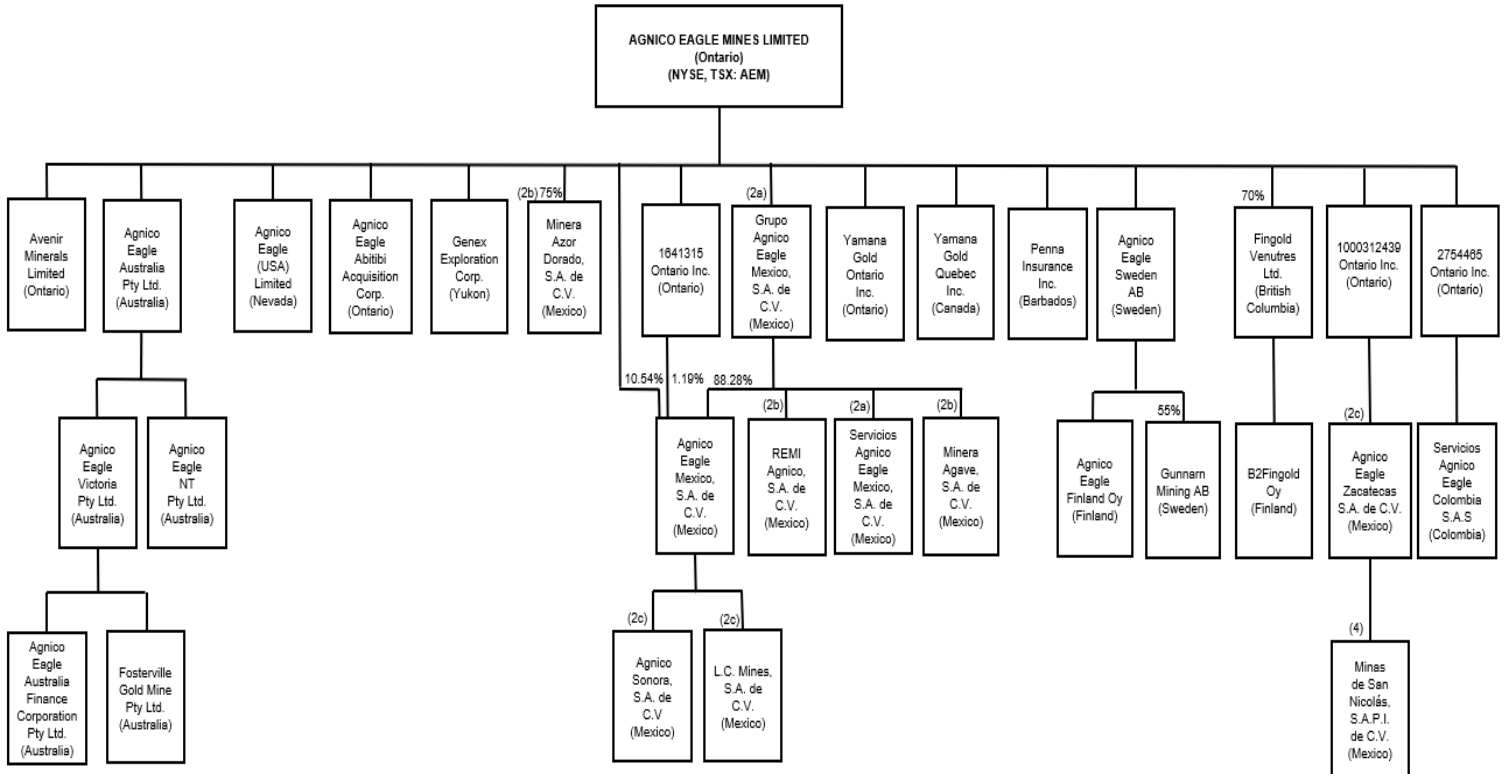 AGNICO EAGLE MINES LIMITED
(Ontario)
(NYSE, TSX: AEM)
Avenir
Minerals
Limited
(Ontario)
Agnico
Eagle
Australia
Pty Ltd.
(Australia)
Agnico
Eagle
(USA)
Limited
(Nevada)
Agnico
Eagle
Abitibi
Acquisition
Corp.
(Ontario)
Genex
Exploration
Corp.
(Yukon)
(2b) 75%
Minera
Azor
Dorado,
S.A. de
C.V.
(Mexico)
1641315
Ontario Inc.
(Ontario)
(2a)
Grupo
Agnico
Eagle
Mexico,
S.A. de
C.V.
(Mexico)
Yamana
Gold
Ontario
Inc.
(Ontario)
Yamana
Gold
Quebec
Inc.
(Canada)
Penna
Insurance
Inc.
(Barbados)
Agnico
Eagle
Sweden
AB
(Sweden)
70%
Fingold
Venutres
Ltd.
(British
Columbia)
1000312439
Ontario Inc.
(Ontario)
2754465
Ontario Inc.
(Ontario)
Agnico
Eagle
Victoria
Pty Ltd.
(Australia)
Agnico
Eagle
NT
Pty Ltd.
(Australia)
10.54%
1.19%
88.28%
Agnico
Eagle
Mexico,
S.A. de
C.V.
(Mexico)
(2b)
REMI
Agnico,
S.A. de
C.V.
(Mexico)
(2a)
Servicios
Agnico
Eagle
Mexico,
S.A. de
C.V.
(Mexico)
(2b)
Minera
Agave,
S.A. de
C.V.
(Mexico)
Agnico
Eagle
Finland Oy
(Finland)
55%
Gunnarn
Mining AB
(Sweden)
B2Fingold
Oy
(Finland)
(2c)
Agnico
Eagle
Zacatecas
S.A. de C.V.
(Mexico)
Servicios
Agnico
Eagle
Colombia
S.A.S
(Colombia)
Agnico
Eagle
Australia
Finance
Corporation
Pty Ltd.
(Australia)
Fosterville
Gold Mine
Pty Ltd.
(Australia)
(2c)
Agnico
Sonora,
S.A. de
C.V
(Mexico)
(2c)
L.C. Mines,
S.A. de
C.V.
(Mexico)
(4)
Minas
de San
Nicolás,
S.A.P.I.
de C.V.
(Mexico)